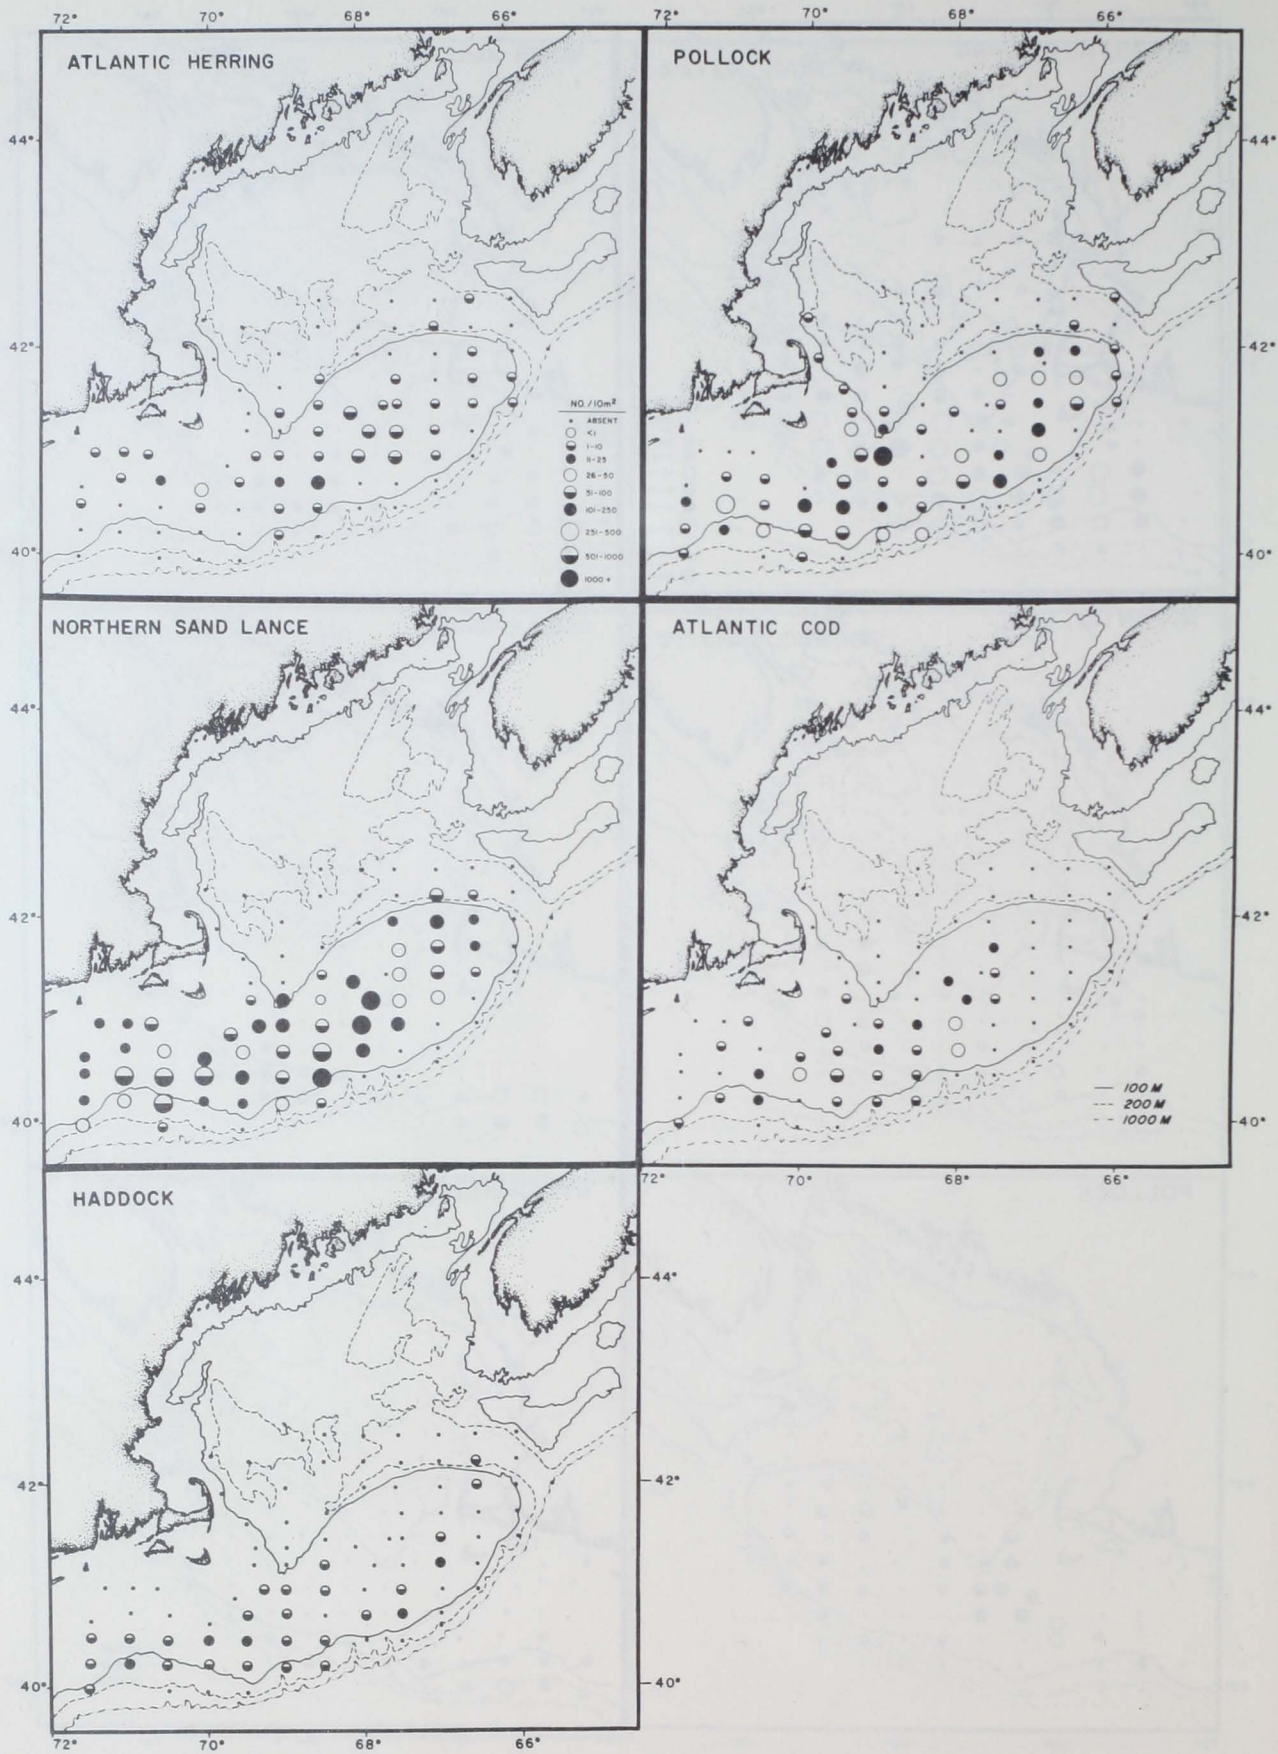 72° 70° 68° 66° 72° 70° 68° 66°
ATLANTIC HERRING
POLLOCK
44° 44°
42° 42°
NO./10m²
ABSENT
<1
1-10
11-25
26-50
51-100
101-250
251-500
501-1000
1000+
40° 40°
NORTHERN SAND LANCE
ATLANTIC COD
44° 44°
42° 42°
100 M
200 M
1000 M
40° 40°
72° 70° 68° 66°
HADDOCK
44° 44°
42° 42°
40° 40°
72° 70° 68° 66°